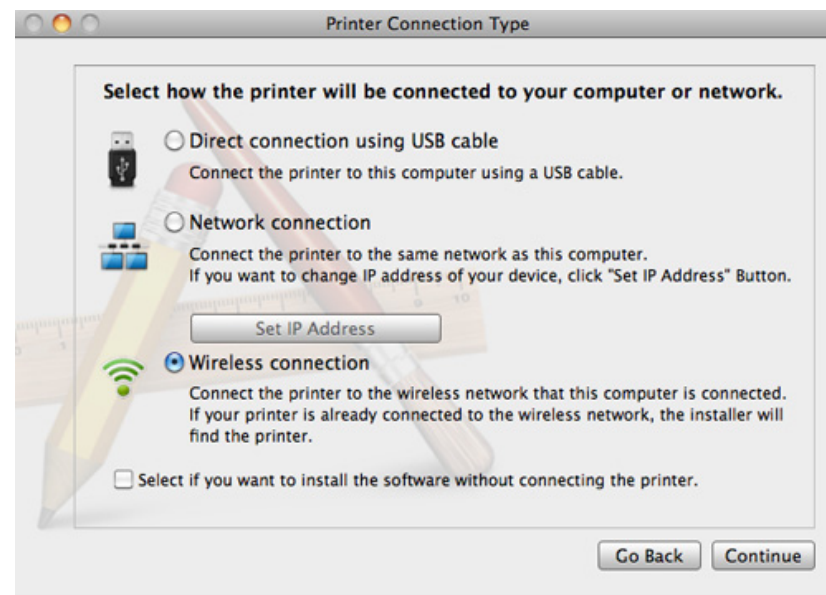 Printer Connection Type
Select how the printer will be connected to your computer or network.
Direct connection using USB cable
Connect the printer to this computer using a USB cable.
Network connection
Connect the printer to the same network as this computer.
If you want to change IP address of your device, click "Set IP Address" Button.
Set IP Address
Wireless connection
Connect the printer to the wireless network that this computer is connected.
If your printer is already connected to the wireless network, the installer will
find the printer.
Select if you want to install the software without connecting the printer.
Go Back
Continue